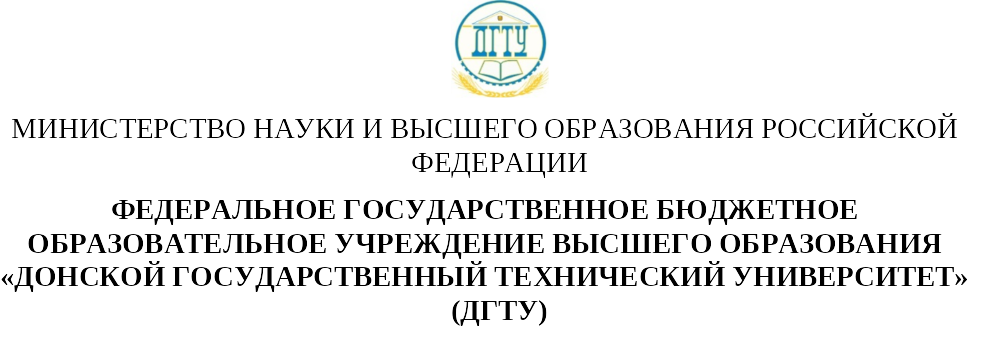 ДГТУ
МИНИСТЕРСТВО НАУКИ И ВЫСШЕГО ОБРАЗОВАНИЯ РОССИЙСКОЙ
ФЕДЕРАЦИИ
ФЕДЕРАЛЬНОЕ ГОСУДАРСТВЕННОЕ БЮДЖЕТНОЕ
ОБРАЗОВАТЕЛЬНОЕ УЧРЕЖДЕНИЕ ВЫСШЕГО ОБРАЗОВАНИЯ
«ДОНСКОЙ ГОСУДАРСТВЕННЫЙ ТЕХНИЧЕСКИЙ УНИВЕРСИТЕТ»
(ДГТУ)